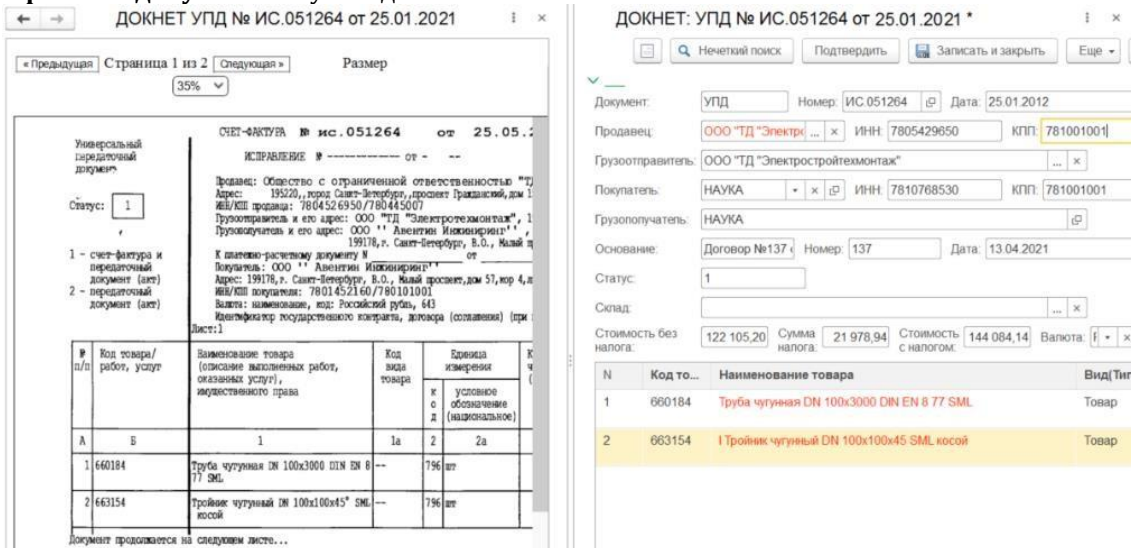 ← → ДОКНЕТ УПД № ИС.051264 от 25.01.2021
« Предыдущая Страница 1 из 2 Следующая » Размер
35%
Универсальный передаточный документ
Статус: 1
1 - счет-фактура и передаточный документ (акт)
2 - передаточный документ (акт)
СЧЕТ-ФАКТУРА № ис.051264 от 25.05.2
ИСПРАВЛЕНИЕ № ------------ от - --
Продавец: Общество с ограниченной ответственностью "ТД
Адрес: 195220,,город Санкт-Петербург,,проспект Гражданский,дом 1
ИНН/КПП продавца: 7804526950/780445007
Грузоотправитель и его адрес: ООО "ТД "Электротехмонтаж", 1
Грузополучатель и его адрес: ООО '' Авентин Инжиниринг'' ,
199178,г. Санкт-Петербург, В.О., Малый п
К платежно-расчетному документу N от
Покупатель: ООО '' Авентин Инжиниринг''
Адрес: 199178,г. Санкт-Петербург, В.О., Малый проспект,дом 57,кор 4,л
ИНН/КПП покупателя: 7801452160/780101001
Валюта: наименование, код: Российский рубль, 643
Идентификатор государственного контракта, договора (соглашения) (при
Лист:1
№ п/п Код товара/ работ, услуг Наименование товара (описание выполненных работ, оказанных услуг), имущественного права Код вида товара Единица измерения
код условное обозначение (национальное)
А Б 1 1а 2 2а
1 660184 Труба чугунная DN 100x3000 DIN EN 8 77 SML -- 796 шт
2 663154 Тройник чугунный DN 100x100x45° SML косой -- 796 шт
Документ продолжается на следующем листе...
ДОКНЕТ: УПД № ИС.051264 от 25.01.2021 *
Нечеткий поиск Подтвердить Записать и закрыть Еще
Документ: УПД Номер: ИС.051264 Дата: 25.01.2012
Продавец: ООО "ТД "Электрс ... × ИНН: 7805429650 КПП: 781001001
Грузоотправитель: ООО "ТД "Электростройтехмонтаж" ... ×
Покупатель: НАУКА × ИНН: 7810768530 КПП: 781001001
Грузополучатель: НАУКА
Основание: Договор №137 Номер: 137 Дата: 13.04.2021
Статус: 1
Склад: ... ×
Стоимость без налога: 122 105,20 Сумма налога: 21 978,94 Стоимость с налогом: 144 084,14 Валюта:
N Код то... Наименование товара Вид(Тип
1 660184 Труба чугунная DN 100x3000 DIN EN 8 77 SML Товар
2 663154 I Тройник чугунный DN 100x100x45 SML косой Товар